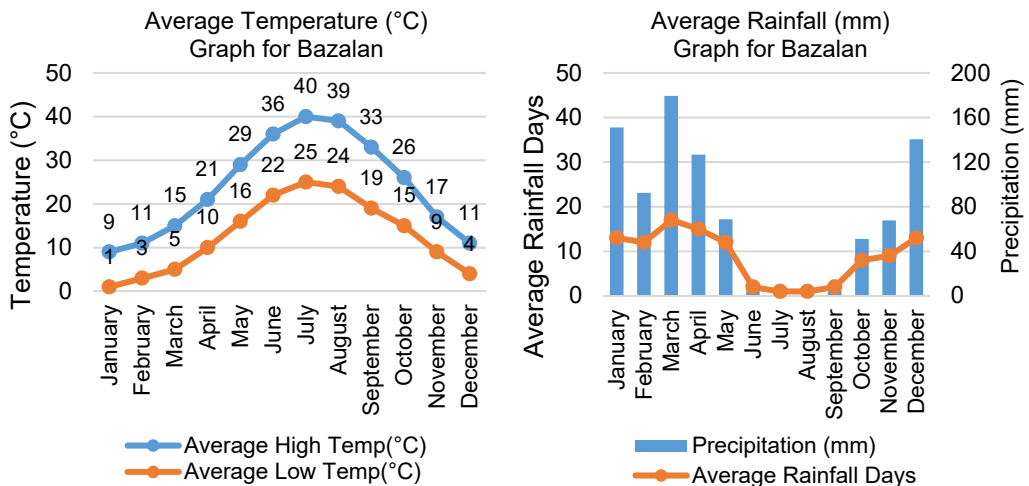 Average Temperature (°C)
Graph for Bazalan
Temperature (°C)
50
40
30
20
10
0
9
11
15
21
29
36
40
39
33
26
17
11
1
3
5
10
16
22
25
24
19
15
9
4
January
February
March
April
May
June
July
August
September
October
November
December
Average High Temp(°C)
Average Low Temp(°C)
Average Rainfall (mm)
Graph for Bazalan
Average Rainfall Days
50
40
30
20
10
0
200
160
120
80
40
0
Precipitation (mm)
January
February
March
April
May
June
July
August
September
October
November
December
Precipitation (mm)
Average Rainfall Days